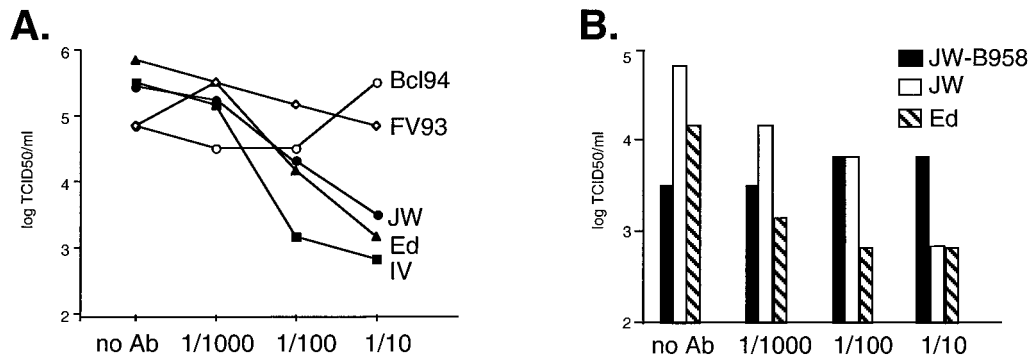 A.
6
5
4
3
2
log TCID50/ml
Bcl94
FV93
JW
Ed
IV
no Ab 1/1000 1/100 1/10
B.
5
4
3
2
log TCID50/ml
JW-B958
JW
Ed
no Ab 1/1000 1/100 1/10